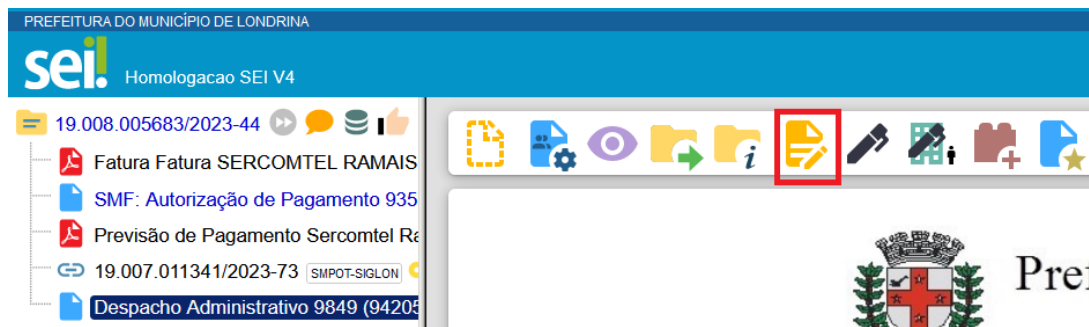 PREFEITURA DO MUNICÍPIO DE LONDRINA
sei!
Homologacao SEI V4
19.008.005683/2023-44
Fatura Fatura SERCOMTEL RAMAIS
SMF: Autorização de Pagamento 935
Previsão de Pagamento Sercomtel Ra
19.007.011341/2023-73 SMPOT-SIGLON
Despacho Administrativo 9849 (94205
Pref